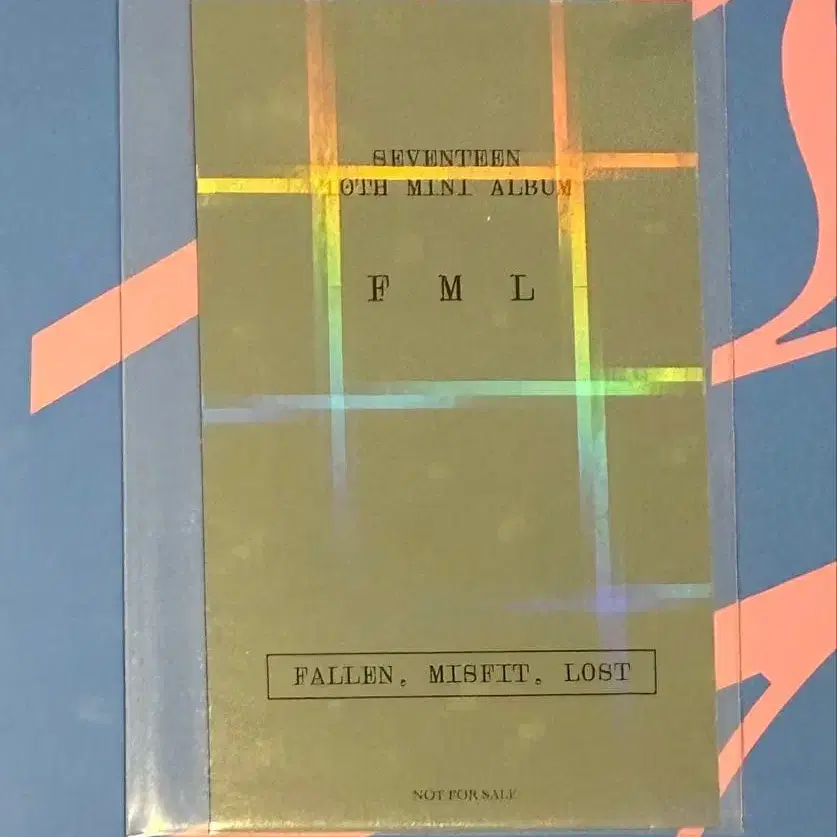 SEVENTEEN
10TH MINI ALBUM
F M L
FALLEN, MISFIT, LOST
NOT FOR SALE